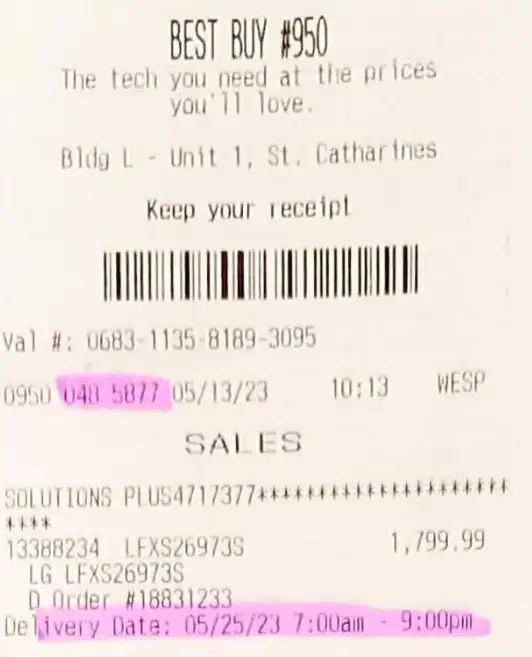 BEST BUY #950
The tech you need at the prices
you'll love.
Bldg L - Unit 1, St. Catharines
Keep your receipt
Val #: 0683-1135-8189-3095
0950 048 5877 05/13/23 10:13 WESP
SALES
SOLUTIONS PLUS4717377*********************
****
13388234 LFXS26973S 1,799.99
LG LFXS26973S
D Order #18831233
Delivery Date: 05/25/23 7:00am - 9:00pm